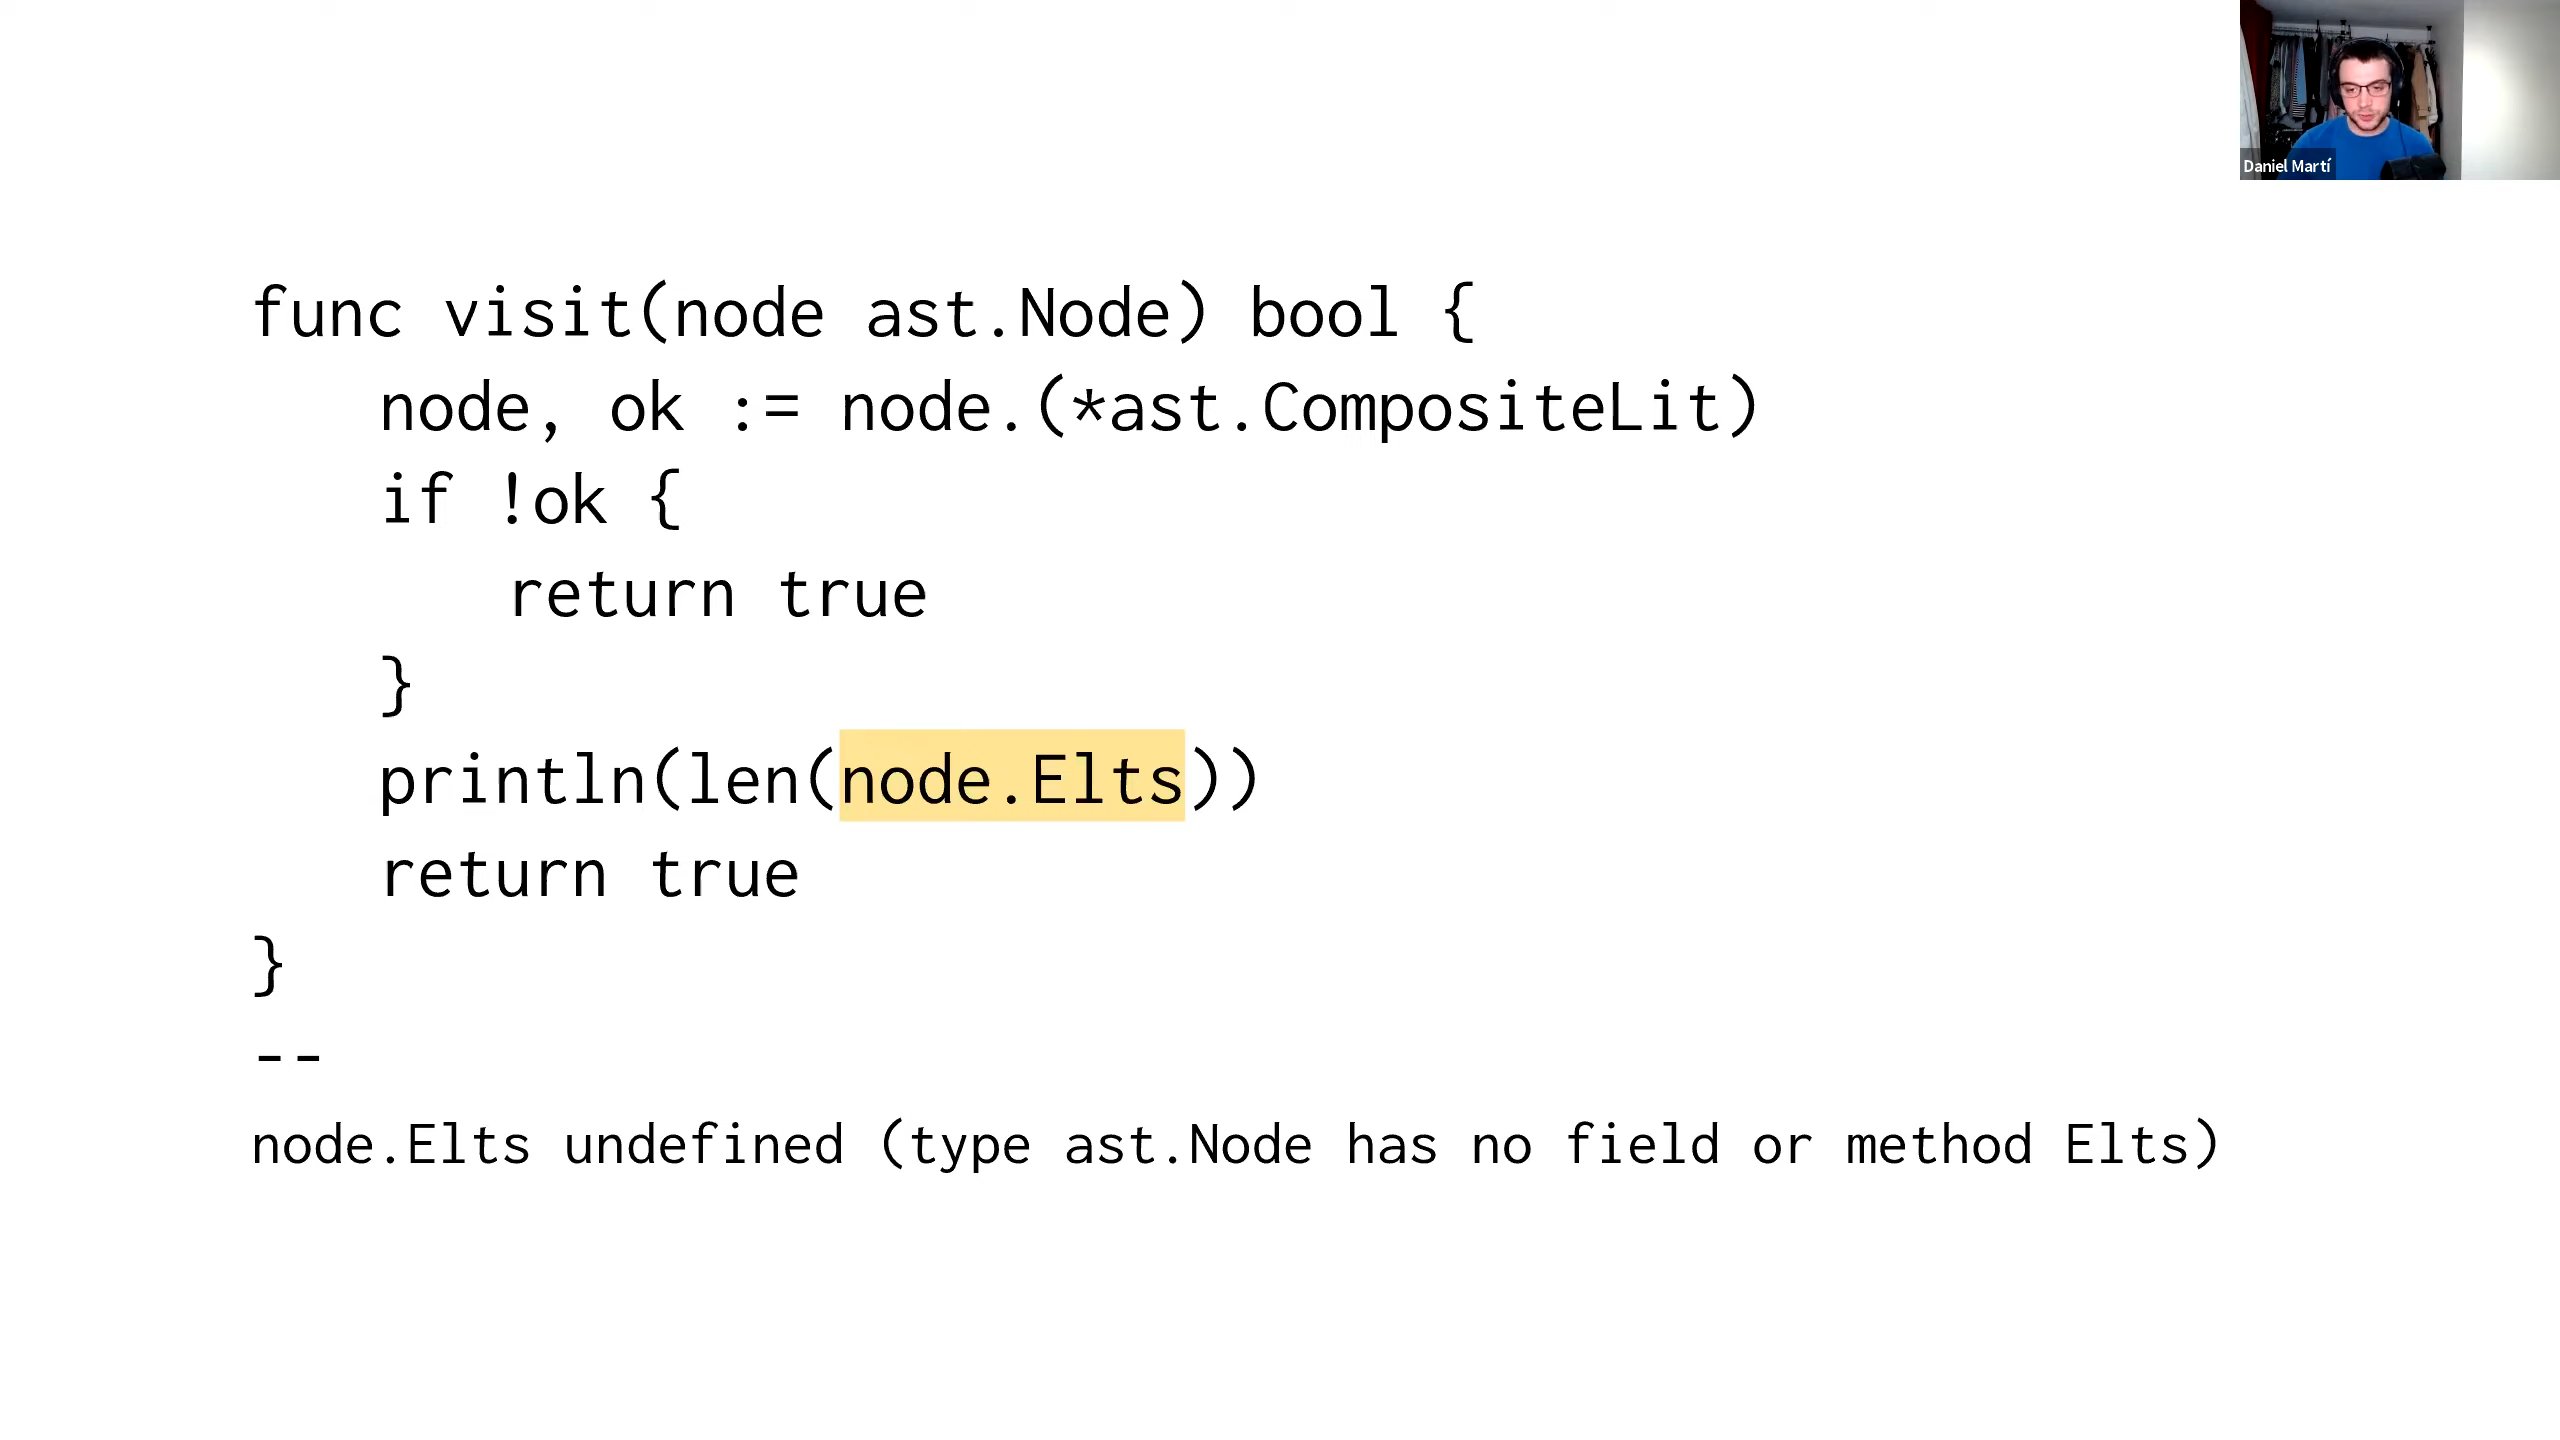 Daniel Martí
func visit(node ast.Node) bool {
    node, ok := node.(*ast.CompositeLit)
    if !ok {
        return true
    }
    println(len(node.Elts))
    return true
}
--
node.Elts undefined (type ast.Node has no field or method Elts)